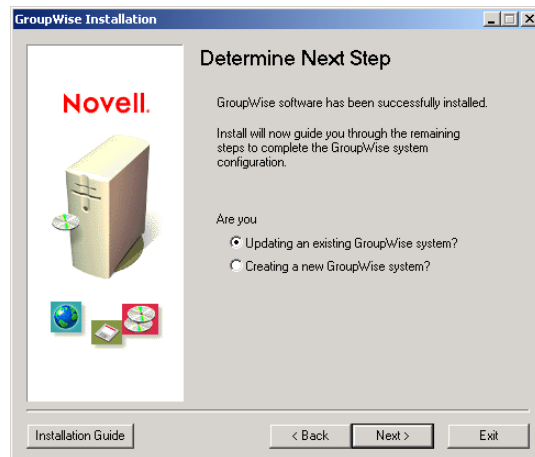 GroupWise Installation
Determine Next Step
Novell.
GroupWise software has been successfully installed.
Install will now guide you through the remaining
steps to complete the GroupWise system
configuration.
Are you
Updating an existing GroupWise system?
Creating a new GroupWise system?
Installation Guide
< Back
Next >
Exit